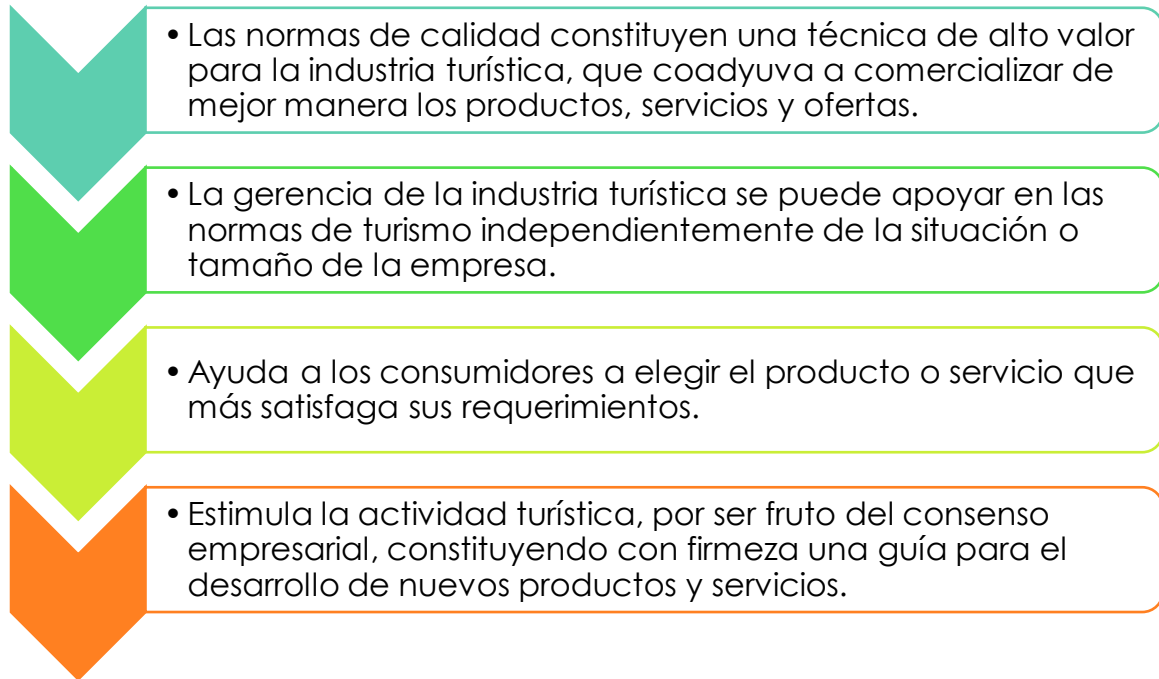 • Las normas de calidad constituyen una técnica de alto valor
para la industria turística, que coadyuva a comercializar de
mejor manera los productos, servicios y ofertas.
• La gerencia de la industria turística se puede apoyar en las
normas de turismo independientemente de la situación o
tamaño de la empresa.
• Ayuda a los consumidores a elegir el producto o servicio que
más satisfaga sus requerimientos.
• Estimula la actividad turística, por ser fruto del consenso
empresarial, constituyendo con firmeza una guía para el
desarrollo de nuevos productos y servicios.